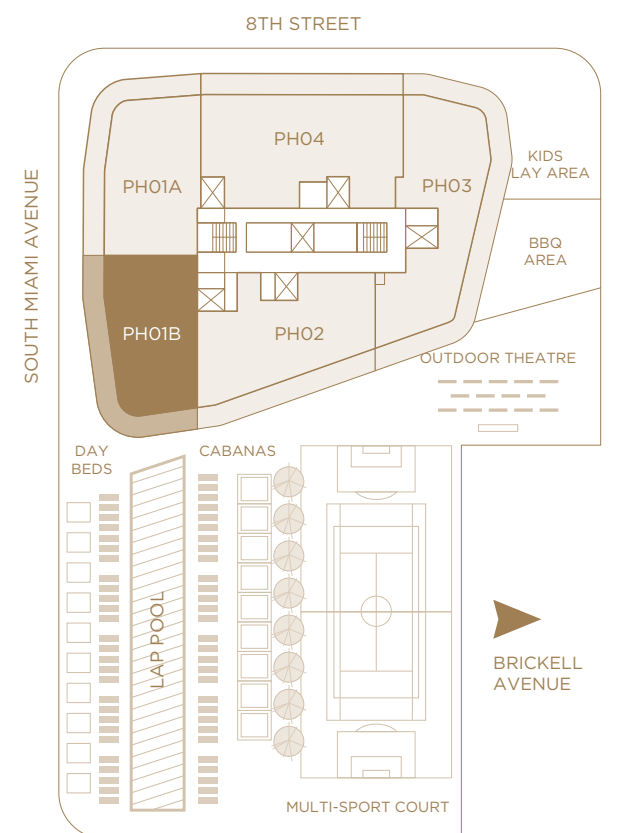 8TH STREET
PH04
PH01A
PH03
KIDS
LAY AREA
SOUTH MIAMI AVENUE
BBQ
AREA
PH01B
PH02
OUTDOOR THEATRE
DAY
BEDS
CABANAS
LAP POOL
BRICKELL
AVENUE
MULTI-SPORT COURT